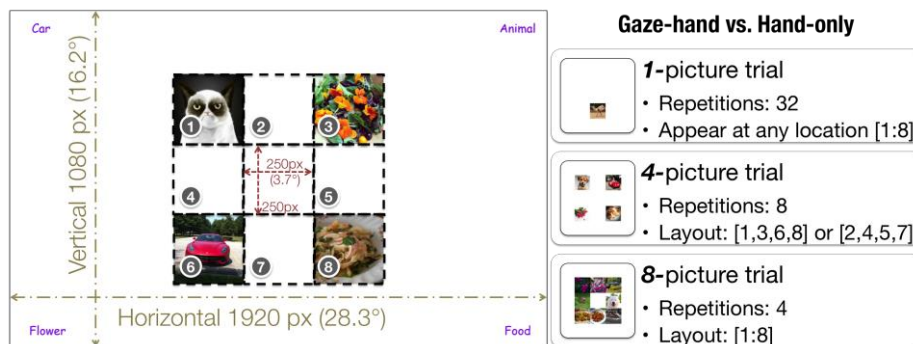 Car
Animal
Vertical 1080 px (16.2°)
1
2
3
4
250px
(3.7°)
250px
5
6
7
8
Horizontal 1920 px (28.3°)
Flower
Food
Gaze-hand vs. Hand-only
1-picture trial
• Repetitions: 32
• Appear at any location [1:8]
4-picture trial
• Repetitions: 8
• Layout: [1,3,6,8] or [2,4,5,7]
8-picture trial
• Repetitions: 4
• Layout: [1:8]